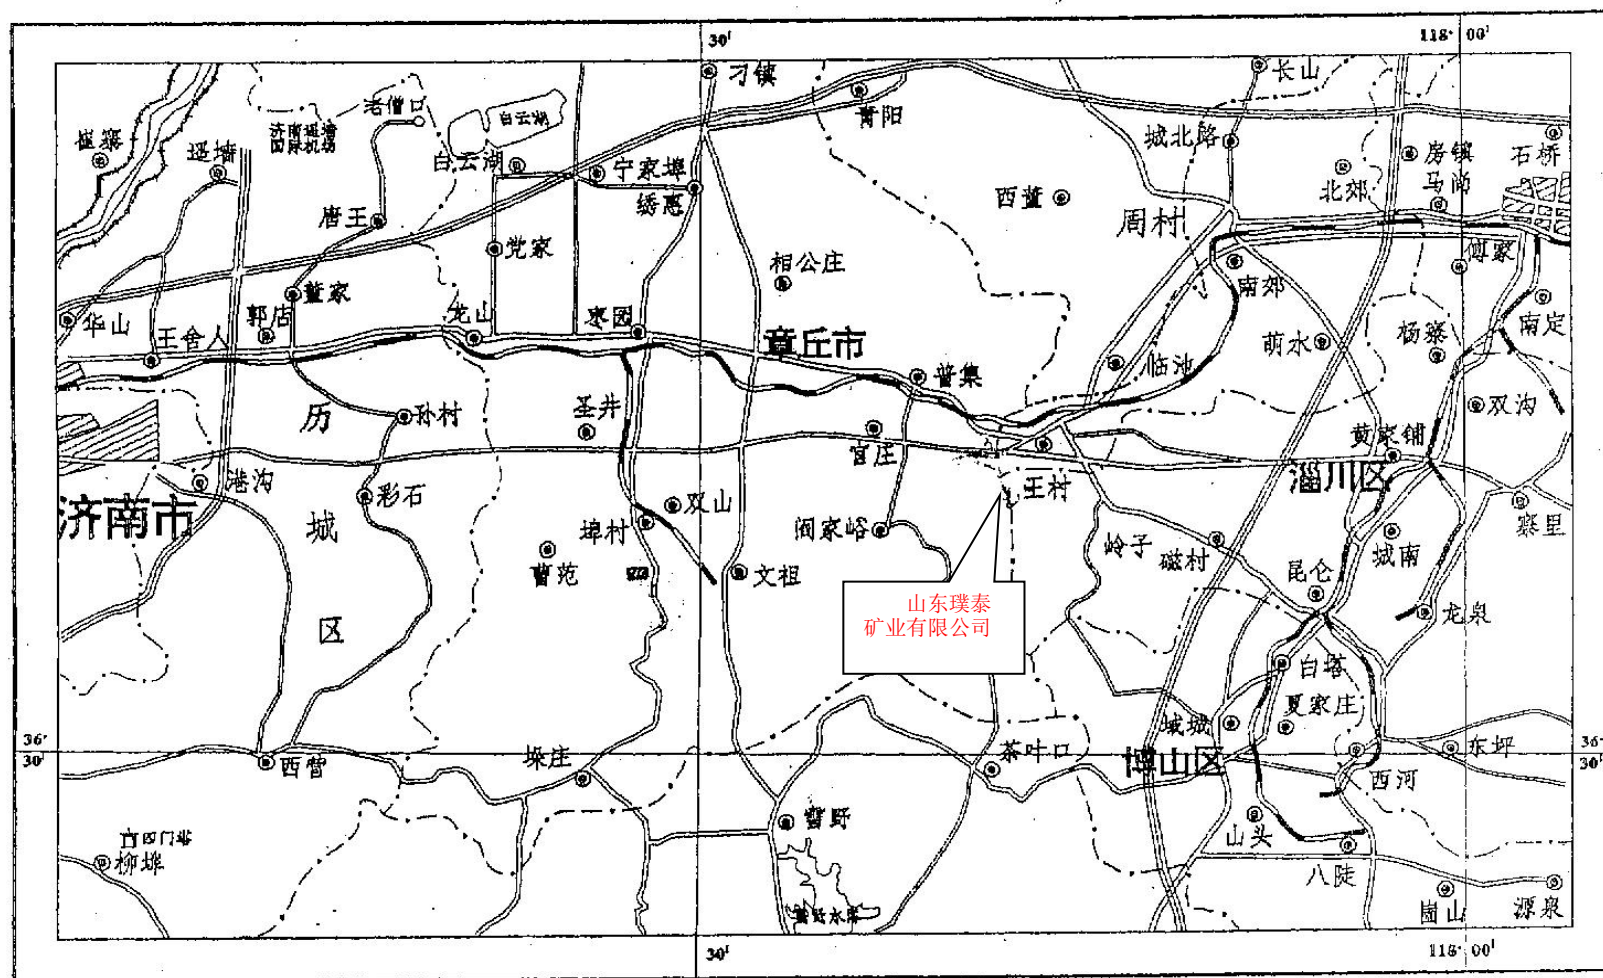 30′
118° 00′
刁镇
长山
老僧口
白云湖
青阳
崔寨
遥墙
济南遥墙
国际机场
白云湖
宁家埠
城北路
房镇
石桥
北郊
马尚
绣惠
西董
唐王
周村
党家
相公庄
傅家
董家
南郊
华山
郭店
龙山
枣园
章丘市
南定
王舍人
萌水
杨寨
临池
普集
历
孙村
圣井
双沟
官庄
黄家铺
港沟
彩石
王村
淄川区
济南市
城
双山
埠村
阎家峪
岭子
磁村
城南
寨里
曹范
文祖
昆仑
山东璞泰
矿业有限公司
龙泉
区
白塔
夏家庄
域城
36°
30′
西营
垛庄
茶叶口
博山区
东坪
36°
30′
西河
雪野
山头
四门塔
柳埠
八陡
雪野水库
崮山
源泉
30′
118° 00′